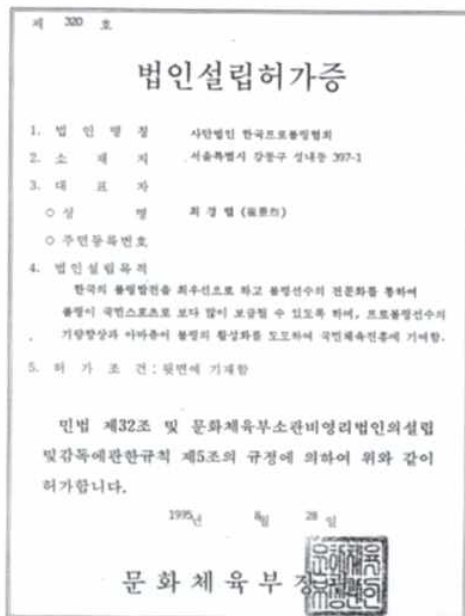 제 320 호
법인설립허가증
1. 법 인 명 칭 사단법인 한국프로볼링협회
2. 소 재 지 서울특별시 강동구 성내동 397-1
3. 대 표 자
○ 성 명 최 경 렬
○ 주민등록번호
4. 법인설립목적
한국의 볼링발전을 최우선으로 하고 볼링선수의 전문화를 통하여
볼링이 국민스포츠로 보다 많이 보급될 수 있도록 하며, 프로볼링선수의
기량향상과 아마츄어 볼링의 활성화를 도모하여 국민체육진흥에 기여함.
5. 허 가 조 건 : 뒷면에 기재함
민법 제32조 및 문화체육부소관비영리법인의설립
및감독에관한규칙 제5조의 규정에 의하여 위와 같이
허가합니다.
1995년 8월 28일
문 화 체 육 부 장